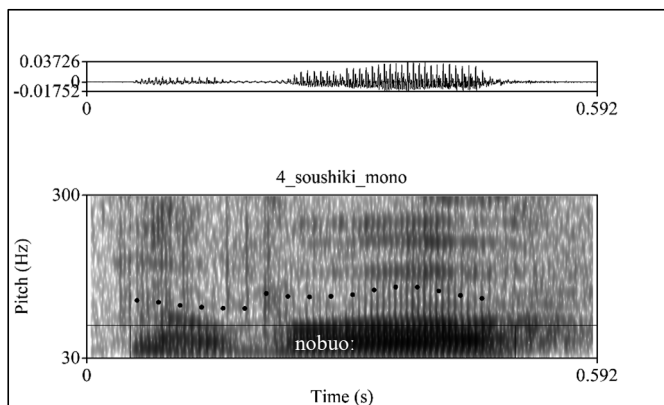 0.03726
0
-0.01752
0 0.592
4_soushiki_mono
300
Pitch (Hz)
nobuo:
30
0 0.592
Time (s)